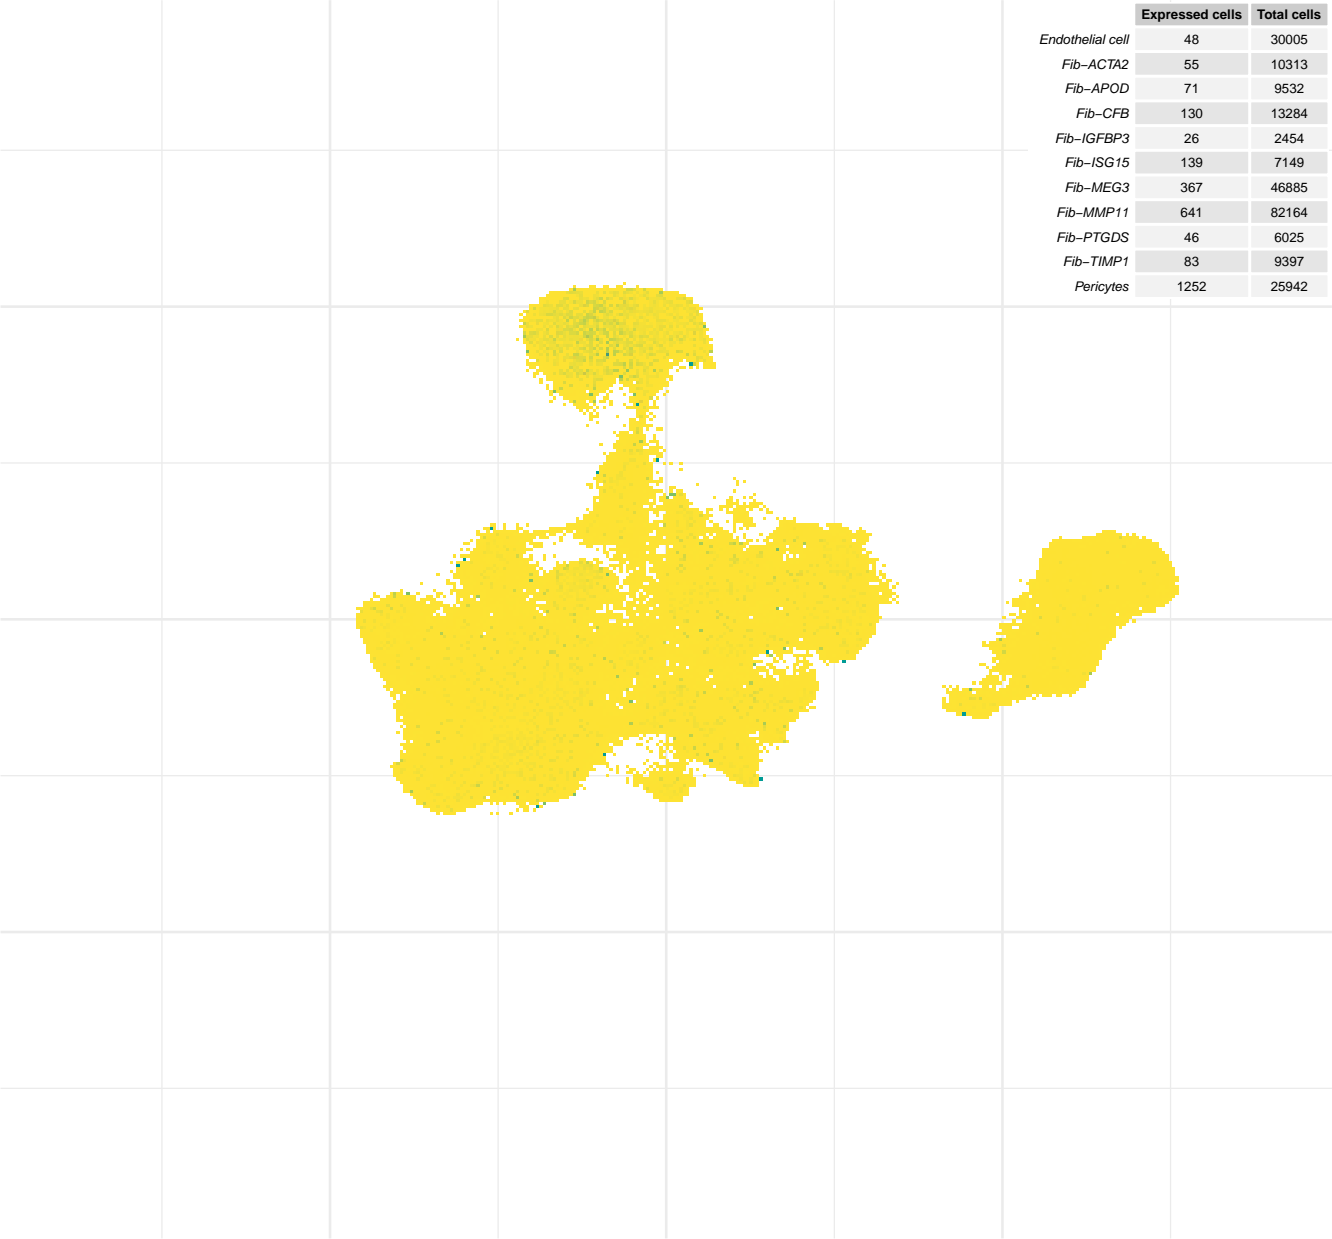 Expressed cells Total cells
Endothelial cell 48 30005
Fib−ACTA2 55 10313
Fib−APOD 71 9532
Fib−CFB 130 13284
Fib−IGFBP3 26 2454
Fib−ISG15 139 7149
Fib−MEG3 367 46885
Fib−MMP11 641 82164
Fib−PTGDS 46 6025
Fib−TIMP1 83 9397
Pericytes 1252 25942